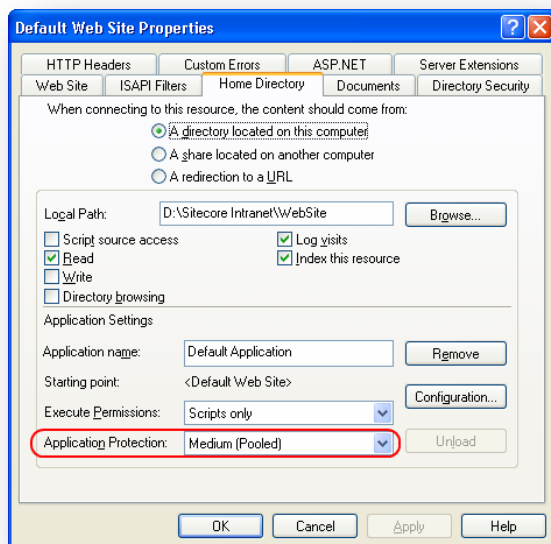 Default Web Site Properties
HTTP Headers Custom Errors ASP.NET Server Extensions
Web Site ISAPI Filters Home Directory Documents Directory Security
When connecting to this resource, the content should come from:
A directory located on this computer
A share located on another computer
A redirection to a URL
Local Path: D:\Sitecore Intranet\WebSite Browse...
Script source access Log visits
Read Index this resource
Write
Directory browsing
Application Settings
Application name: Default Application Remove
Starting point: <Default Web Site>
Configuration...
Execute Permissions: Scripts only
Application Protection: Medium (Pooled) Unload
OK Cancel Apply Help